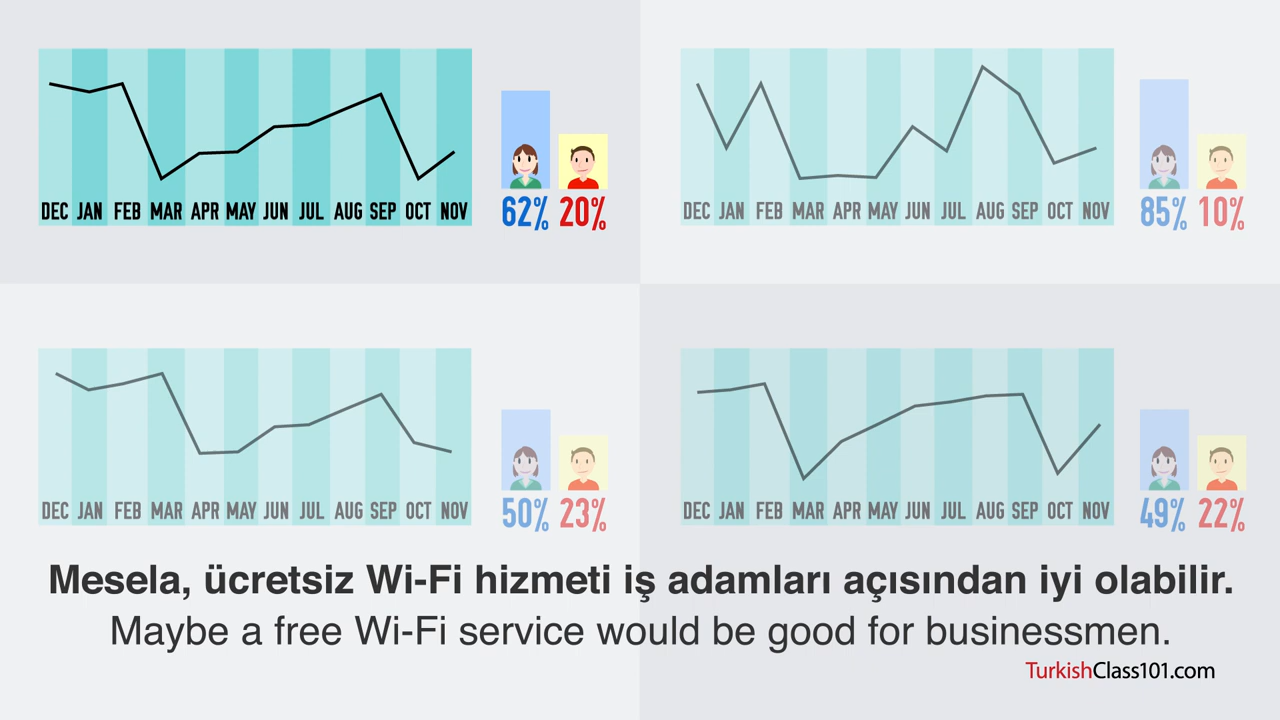 DEC JAN FEB MAR APR MAY JUN JUL AUG SEP OCT NOV
62% 20%
DEC JAN FEB MAR APR MAY JUN JUL AUG SEP OCT NOV
85% 10%
DEC JAN FEB MAR APR MAY JUN JUL AUG SEP OCT NOV
50% 23%
DEC JAN FEB MAR APR MAY JUN JUL AUG SEP OCT NOV
49% 22%
Mesela, ücretsiz Wi-Fi hizmeti iş adamları açısından iyi olabilir.
Maybe a free Wi-Fi service would be good for businessmen.
TurkishClass101.com